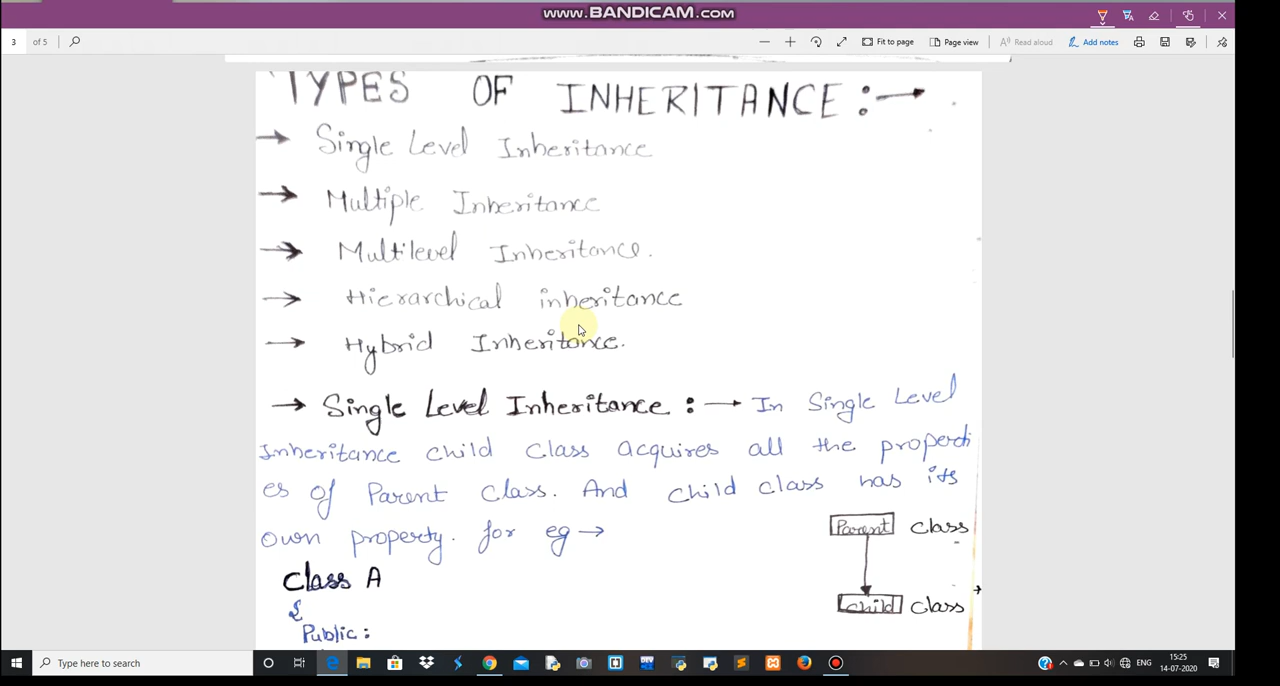 www.BANDICAM.com
3 of 5
Fit to page
Page view
Read aloud
Add notes
TYPES OF INHERITANCE :→
→ Single Level Inheritance
→ Multiple Inheritance
→ Multilevel Inheritance.
→ Hierarchical inheritance
→ Hybrid Inheritance.
→ Single Level Inheritance :→ In Single Level
Inheritance child class acquires all the properti
es of Parent class. And child class has its
own property. for eg →
Parent class
class A
{
child class
Public :
Type here to search
ENG
15:25
14-07-2020